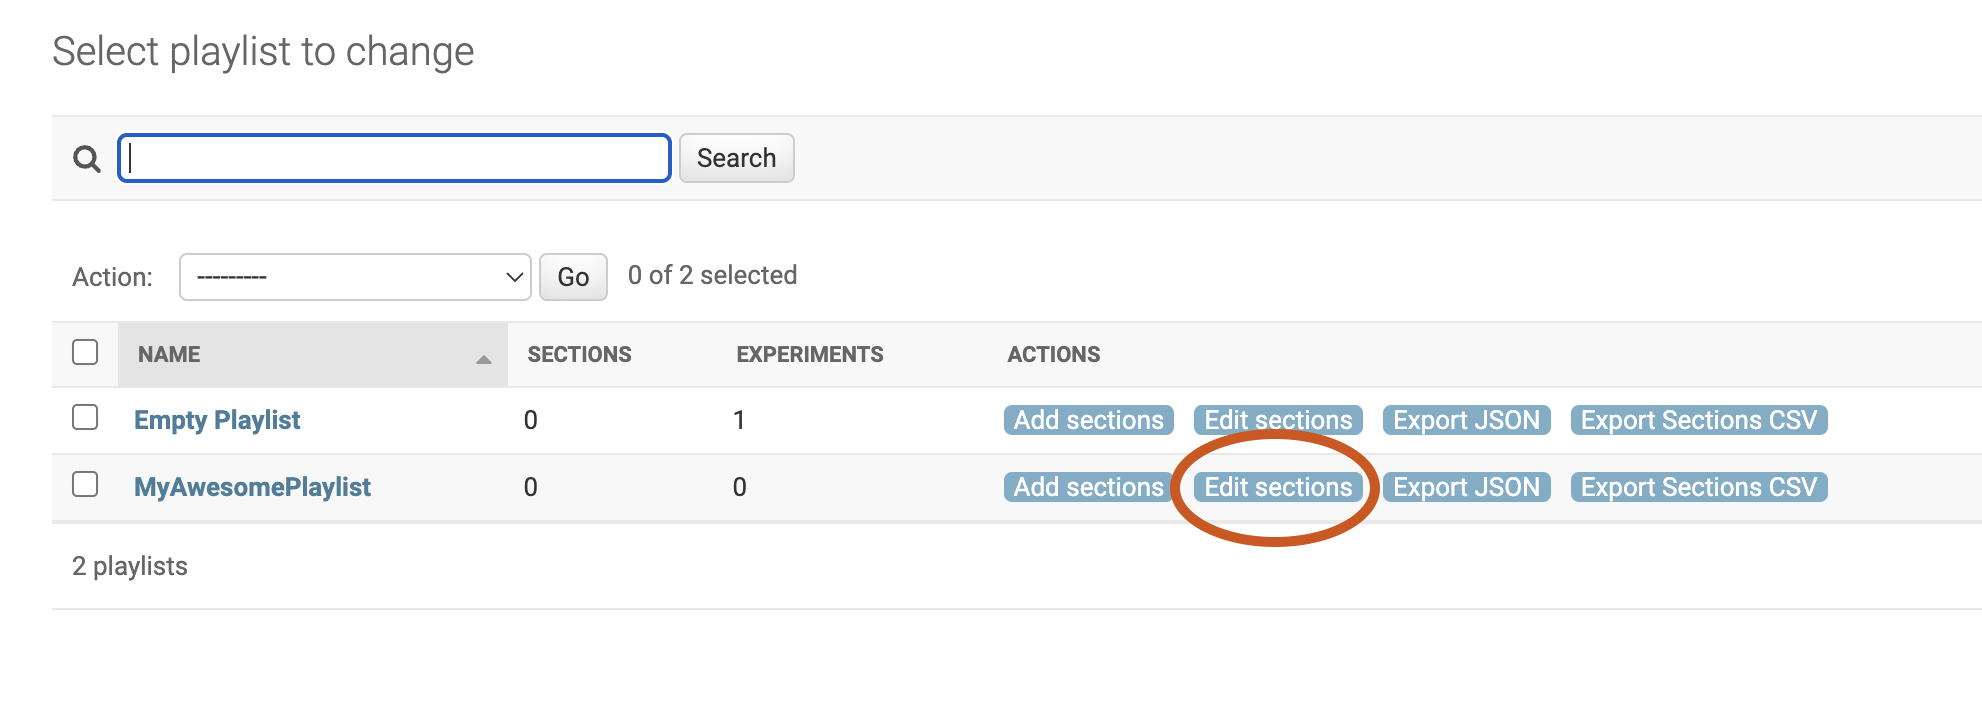 Select playlist to change
Search
Action: --------- Go 0 of 2 selected
NAME SECTIONS EXPERIMENTS ACTIONS
Empty Playlist 0 1 Add sections Edit sections Export JSON Export Sections CSV
MyAwesomePlaylist 0 0 Add sections Edit sections Export JSON Export Sections CSV
2 playlists